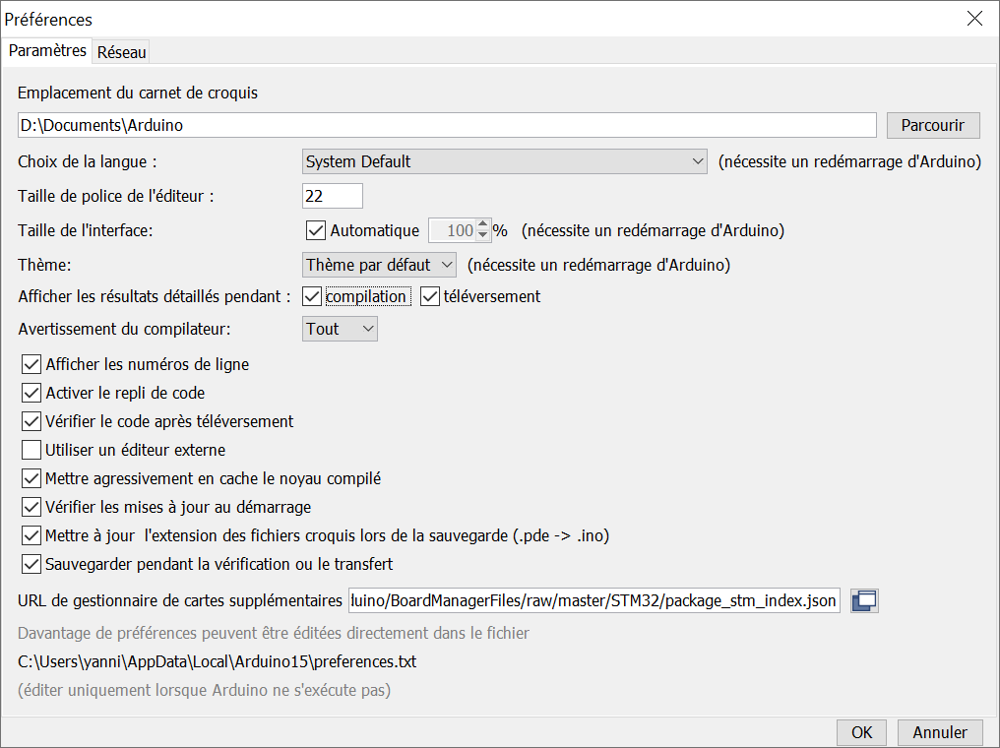 Préférences
Paramètres Réseau
Emplacement du carnet de croquis
D:\Documents\Arduino Parcourir
Choix de la langue : System Default (nécessite un redémarrage d'Arduino)
Taille de police de l'éditeur : 22
Taille de l'interface: Automatique 100 % (nécessite un redémarrage d'Arduino)
Thème: Thème par défaut (nécessite un redémarrage d'Arduino)
Afficher les résultats détaillés pendant : compilation téléversement
Avertissement du compilateur: Tout
Afficher les numéros de ligne
Activer le repli de code
Vérifier le code après téléversement
Utiliser un éditeur externe
Mettre agressivement en cache le noyau compilé
Vérifier les mises à jour au démarrage
Mettre à jour  l'extension des fichiers croquis lors de la sauvegarde (.pde -> .ino)
Sauvegarder pendant la vérification ou le transfert
URL de gestionnaire de cartes supplémentaires duino/BoardManagerFiles/raw/master/STM32/package_stm_index.json
Davantage de préférences peuvent être éditées directement dans le fichier
C:\Users\yanni\AppData\Local\Arduino15\preferences.txt
(éditer uniquement lorsque Arduino ne s'exécute pas)
OK Annuler